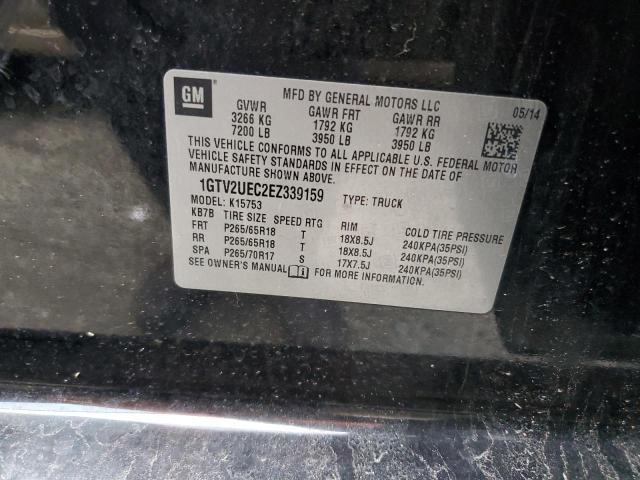 GM
MFD BY GENERAL MOTORS LLC
05/14
GVWR GAWR FRT GAWR RR
3266 KG 1792 KG 1792 KG
7200 LB 3950 LB 3950 LB
THIS VEHICLE CONFORMS TO ALL APPLICABLE U.S. FEDERAL MOTOR
VEHICLE SAFETY STANDARDS IN EFFECT ON THE DATE OF
MANUFACTURE SHOWN ABOVE.
1GTV2UEC2EZ339159 TYPE: TRUCK
MODEL: K15753
KB7B TIRE SIZE SPEED RTG RIM COLD TIRE PRESSURE
FRT P265/65R18 T 18X8.5J 240KPA(35PSI)
RR P265/65R18 T 18X8.5J 240KPA(35PSI)
SPA P265/70R17 S 17X7.5J 240KPA(35PSI)
SEE OWNER'S MANUAL FOR ADDITIONAL INFORMATION.